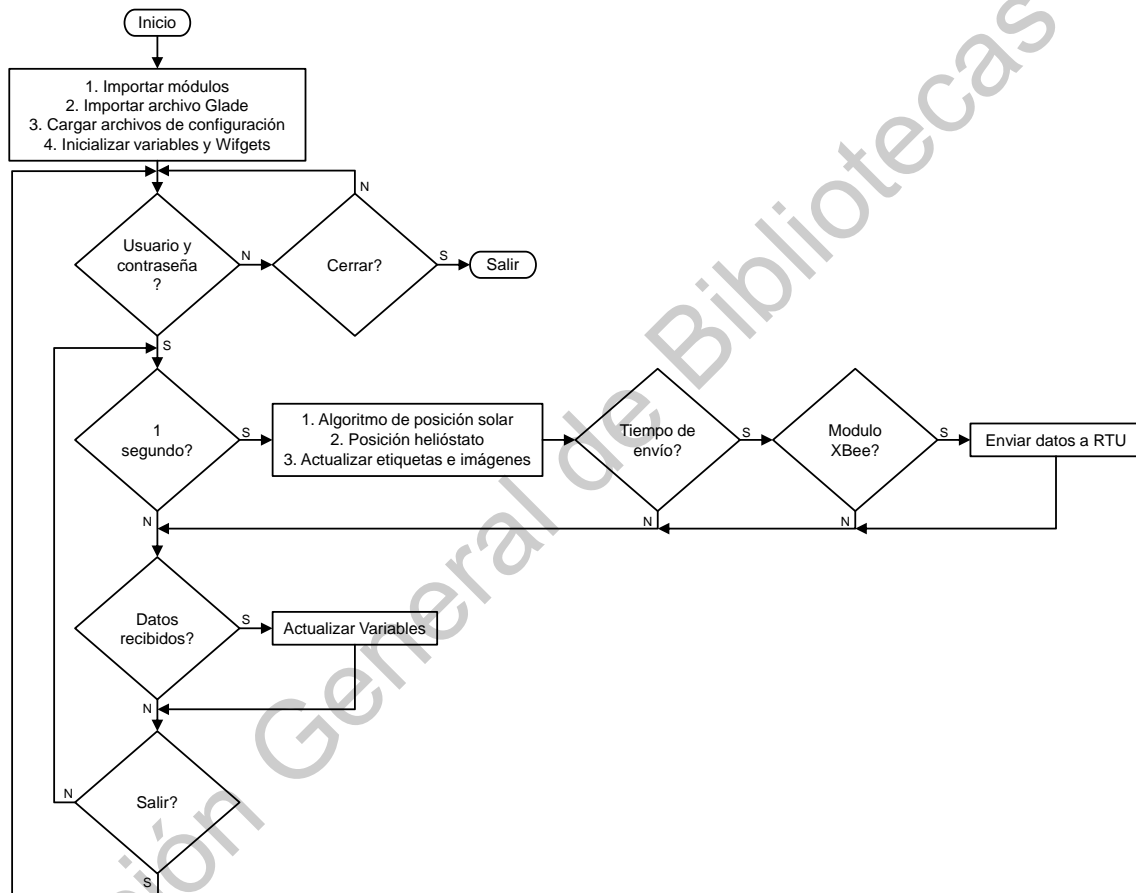 Inicio
1. Importar módulos
2. Importar archivo Glade
3. Cargar archivos de configuración
4. Inicializar variables y Wifgets
N
Usuario y
contraseña
?
N
Cerrar?
S
Salir
S
1
segundo?
S
1. Algoritmo de posición solar
2. Posición helióstato
3. Actualizar etiquetas e imágenes
Tiempo de
envío?
S
Modulo
XBee?
S
Enviar datos a RTU
N
N
N
Datos
recibidos?
S
Actualizar Variables
N
Salir?
N
S
ión General de Bibliotecas